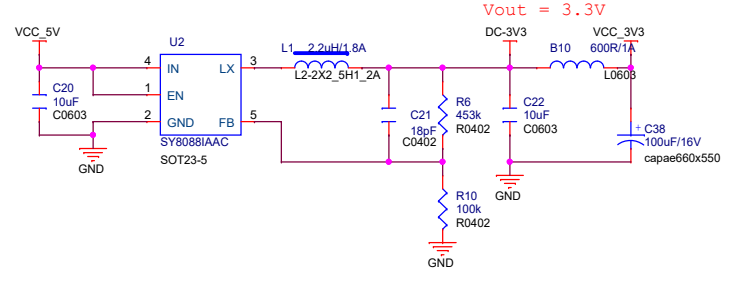 Vout = 3.3V
VCC_5V
DC-3V3
VCC_3V3
U2
L1 2.2uH/1.8A
B10 600R/1A
4 IN LX 3
L2-2X2_5H1_2A
L0603
C20
10uF
C0603
1 EN
2 GND FB 5
C21
18pF
C0402
R6
453k
R0402
C22
10uF
C0603
+ C38
100uF/16V
capae660x550
SY8088IAAC
SOT23-5
GND
R10
100k
R0402
GND
GND